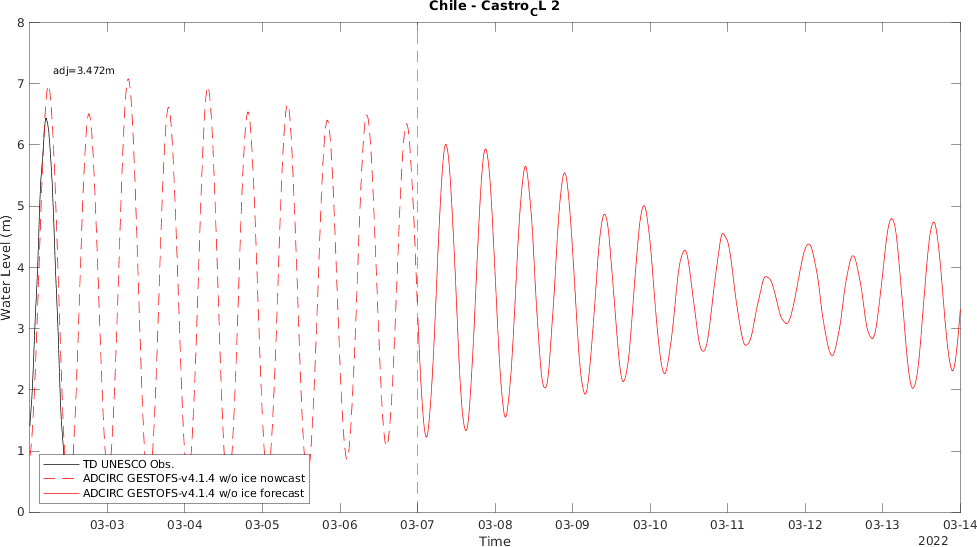 Chile - Castro_CL 2
adj=3.472m
Water Level (m)
8
7
6
5
4
3
2
1
0
TD UNESCO Obs.
ADCIRC GESTOFS-v4.1.4 w/o ice nowcast
ADCIRC GESTOFS-v4.1.4 w/o ice forecast
03-03 03-04 03-05 03-06 03-07 03-08 03-09 03-10 03-11 03-12 03-13 03-14
Time
2022